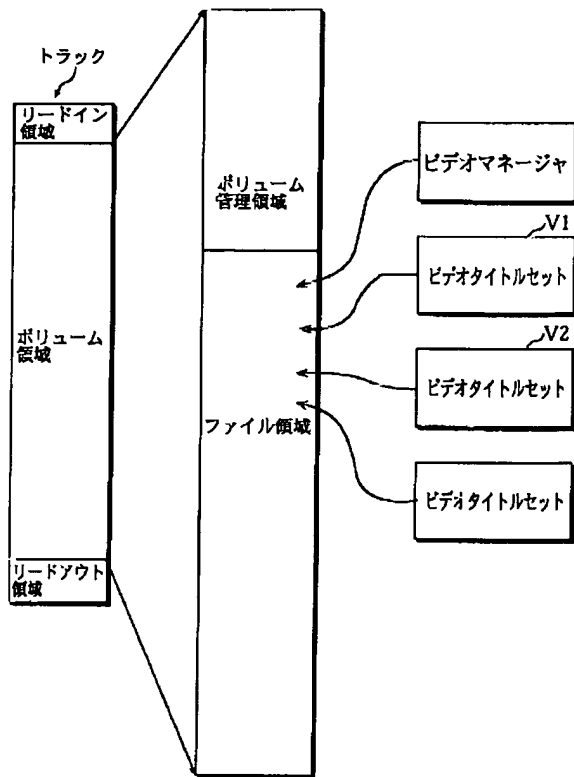 トラック
リードイン
領域
ボリューム
領域
リードアウト
領域
ボリューム
管理領域
ファイル領域
ビデオマネージャ
V1
ビデオタイトルセット
V2
ビデオタイトルセット
ビデオタイトルセット